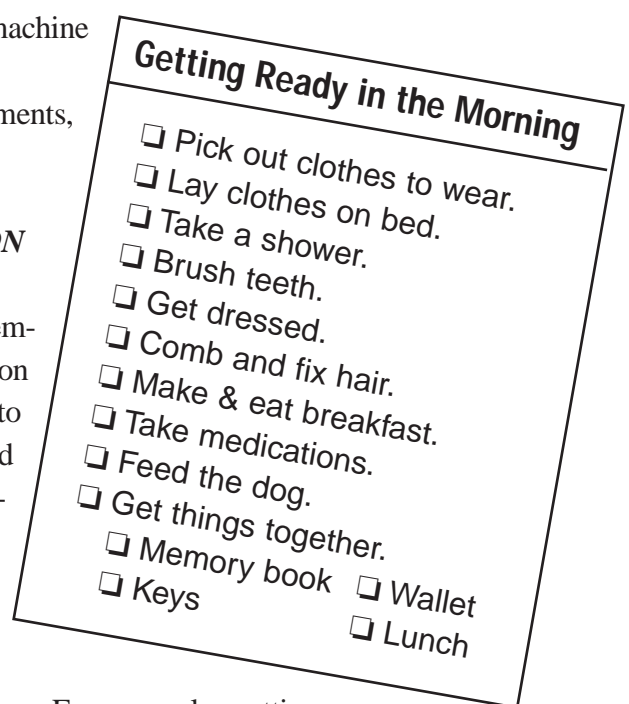 machine
ments,
ON
em-
on
to
d
-
Getting Ready in the Morning
❏ Pick out clothes to wear.
❏ Lay clothes on bed.
❏ Take a shower.
❏ Brush teeth.
❏ Get dressed.
❏ Comb and fix hair.
❏ Make & eat breakfast.
❏ Take medications.
❏ Feed the dog.
❏ Get things together.
❏ Memory book ❏ Wallet
❏ Keys ❏ Lunch